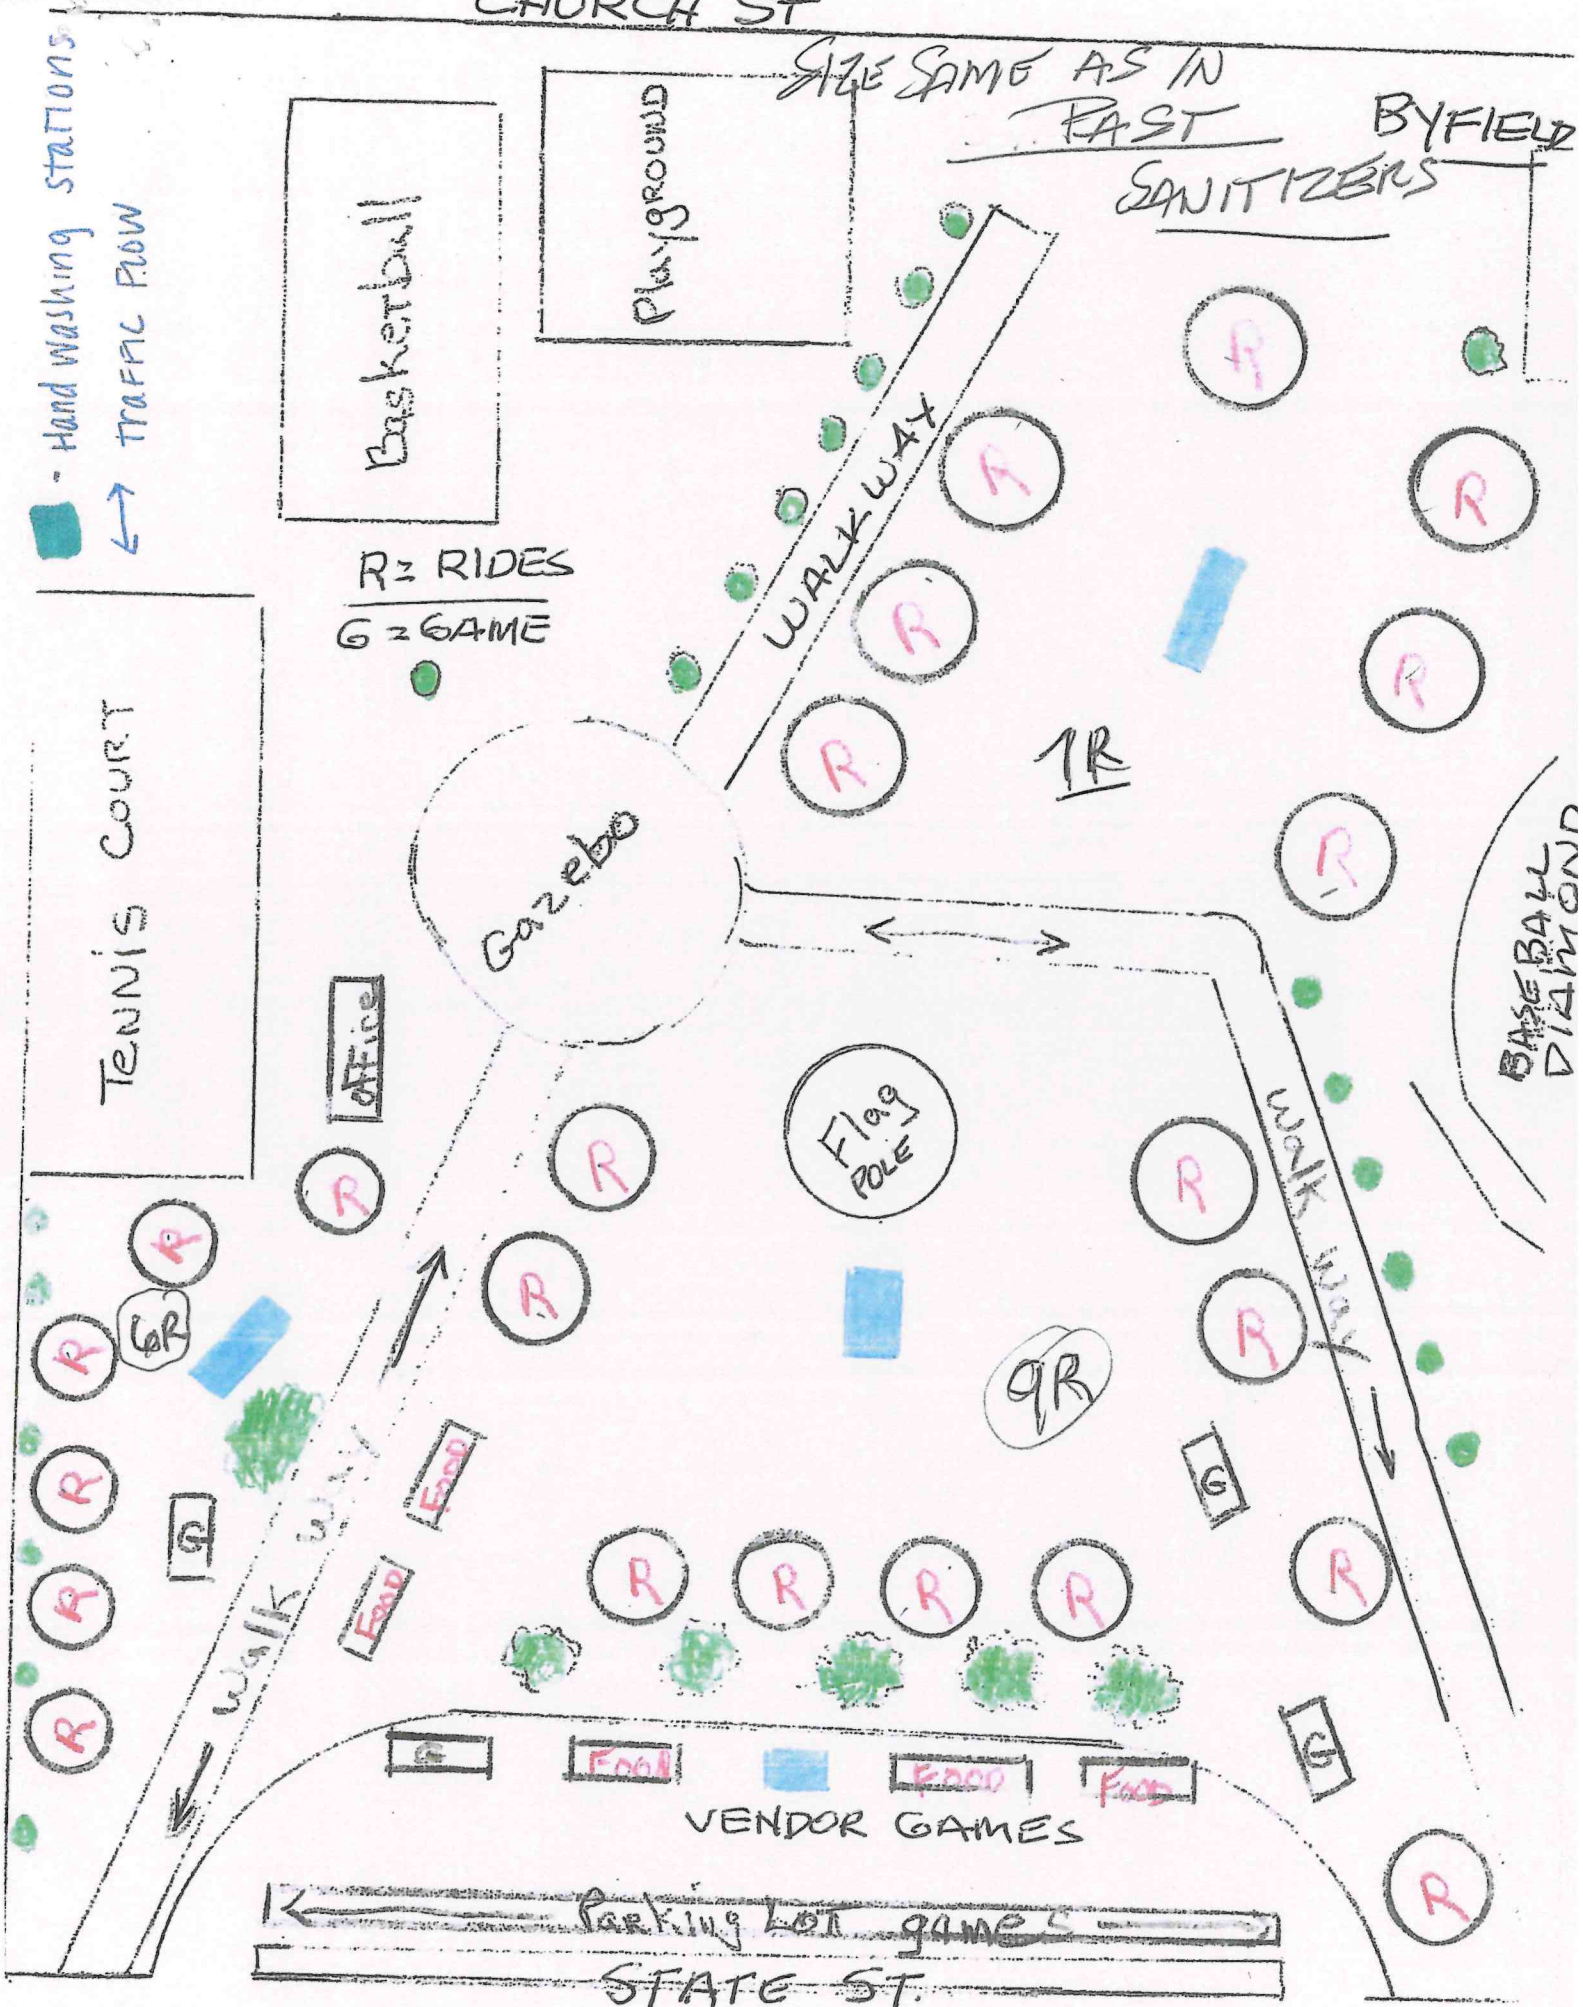 CHURCH ST
SIZE SAME AS IN
PAST
SANITIZERS
BYFIELD
- Hand washing stations
←→ TRAFFIC FLOW
Basketball
Playground
R= RIDES
G = GAME
TENNIS COURT
WALKWAY
R
R
R
R
R
R
R
1R
Gazebo
office
BASEBALL
DIAMOND
Flag
POLE
Walk Way
R
R
R
R
R
R
6R
R
R
R
R
R
9R
Food
Food
G
G
Walk Way
R
R
R
R
R
G
G
Food
Food
Food
VENDOR GAMES
G
R
Parking Lot games
STATE ST.